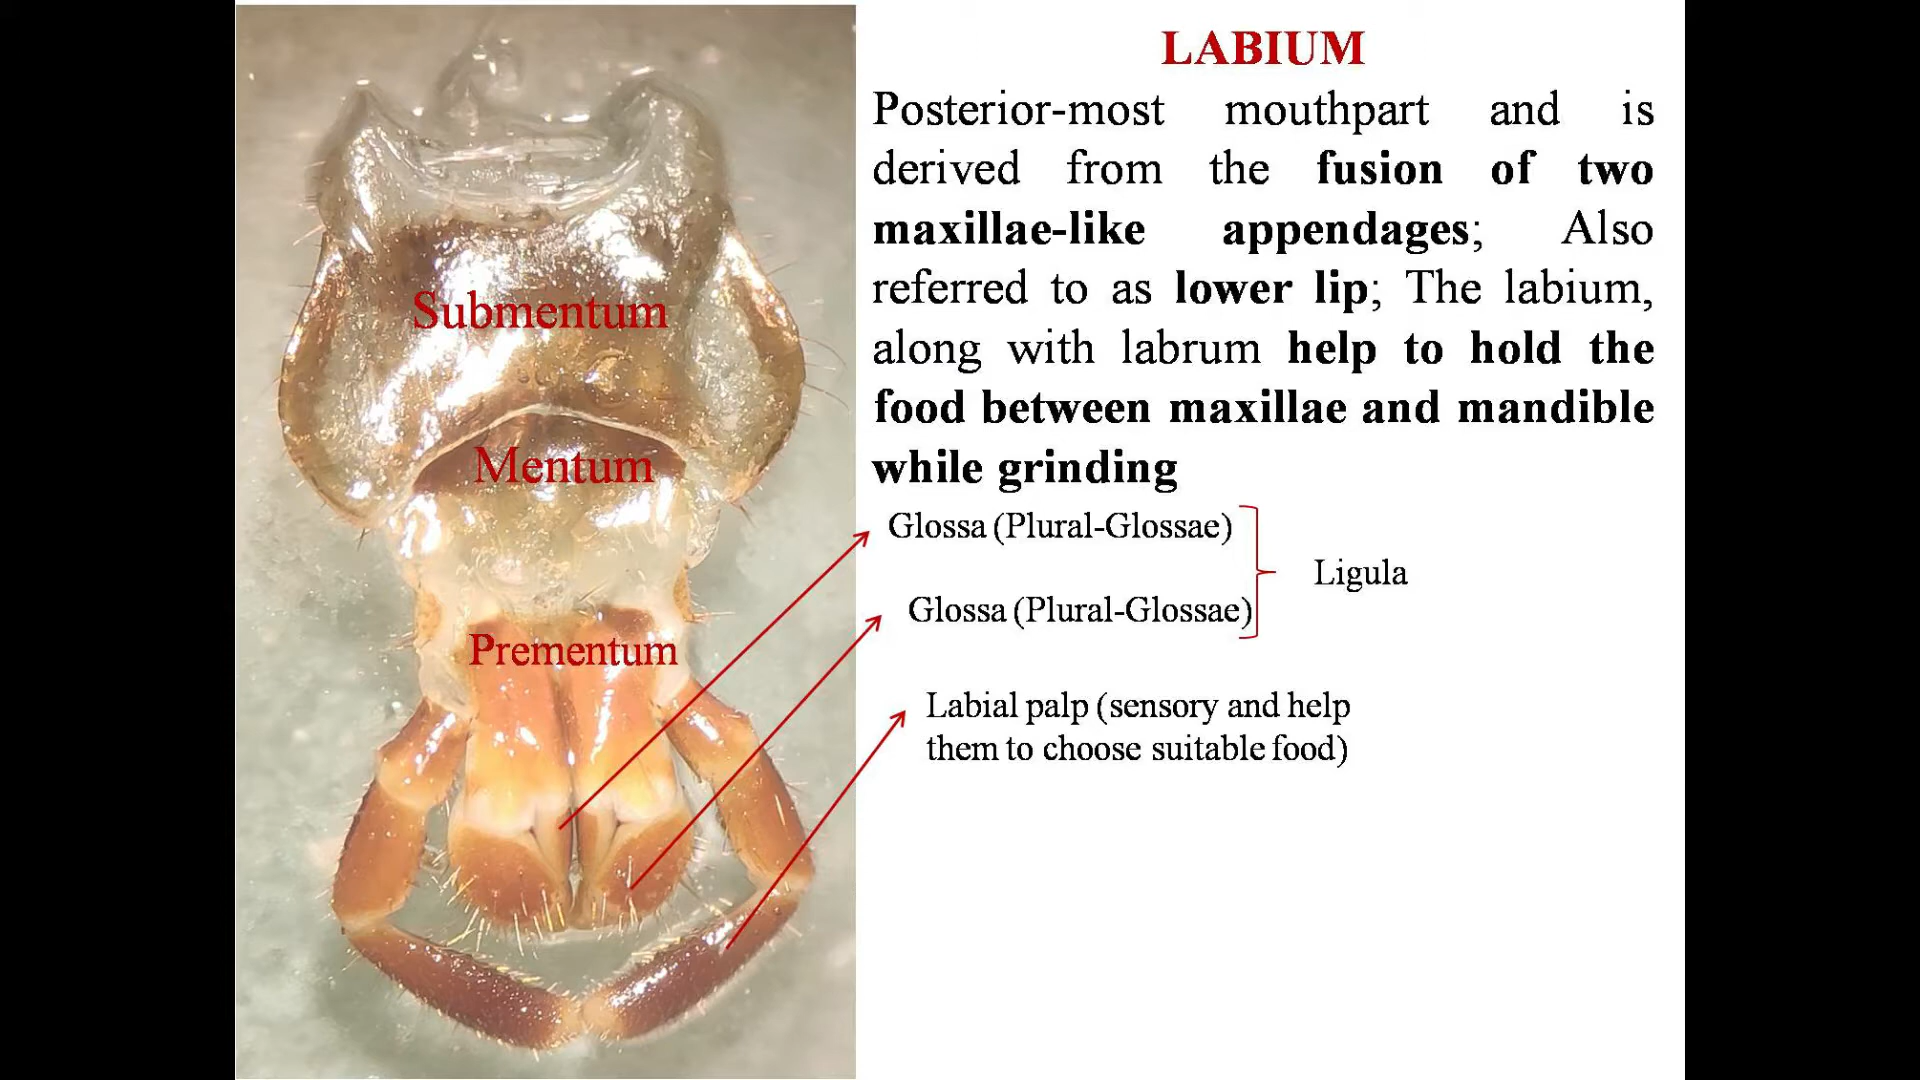 LABIUM
Posterior-most mouthpart and is
derived from the fusion of two
maxillae-like appendages; Also
referred to as lower lip; The labium,
along with labrum help to hold the
food between maxillae and mandible
while grinding
Submentum
Mentum
Prementum
Glossa (Plural-Glossae)
Ligula
Glossa (Plural-Glossae)
Labial palp (sensory and help
them to choose suitable food)